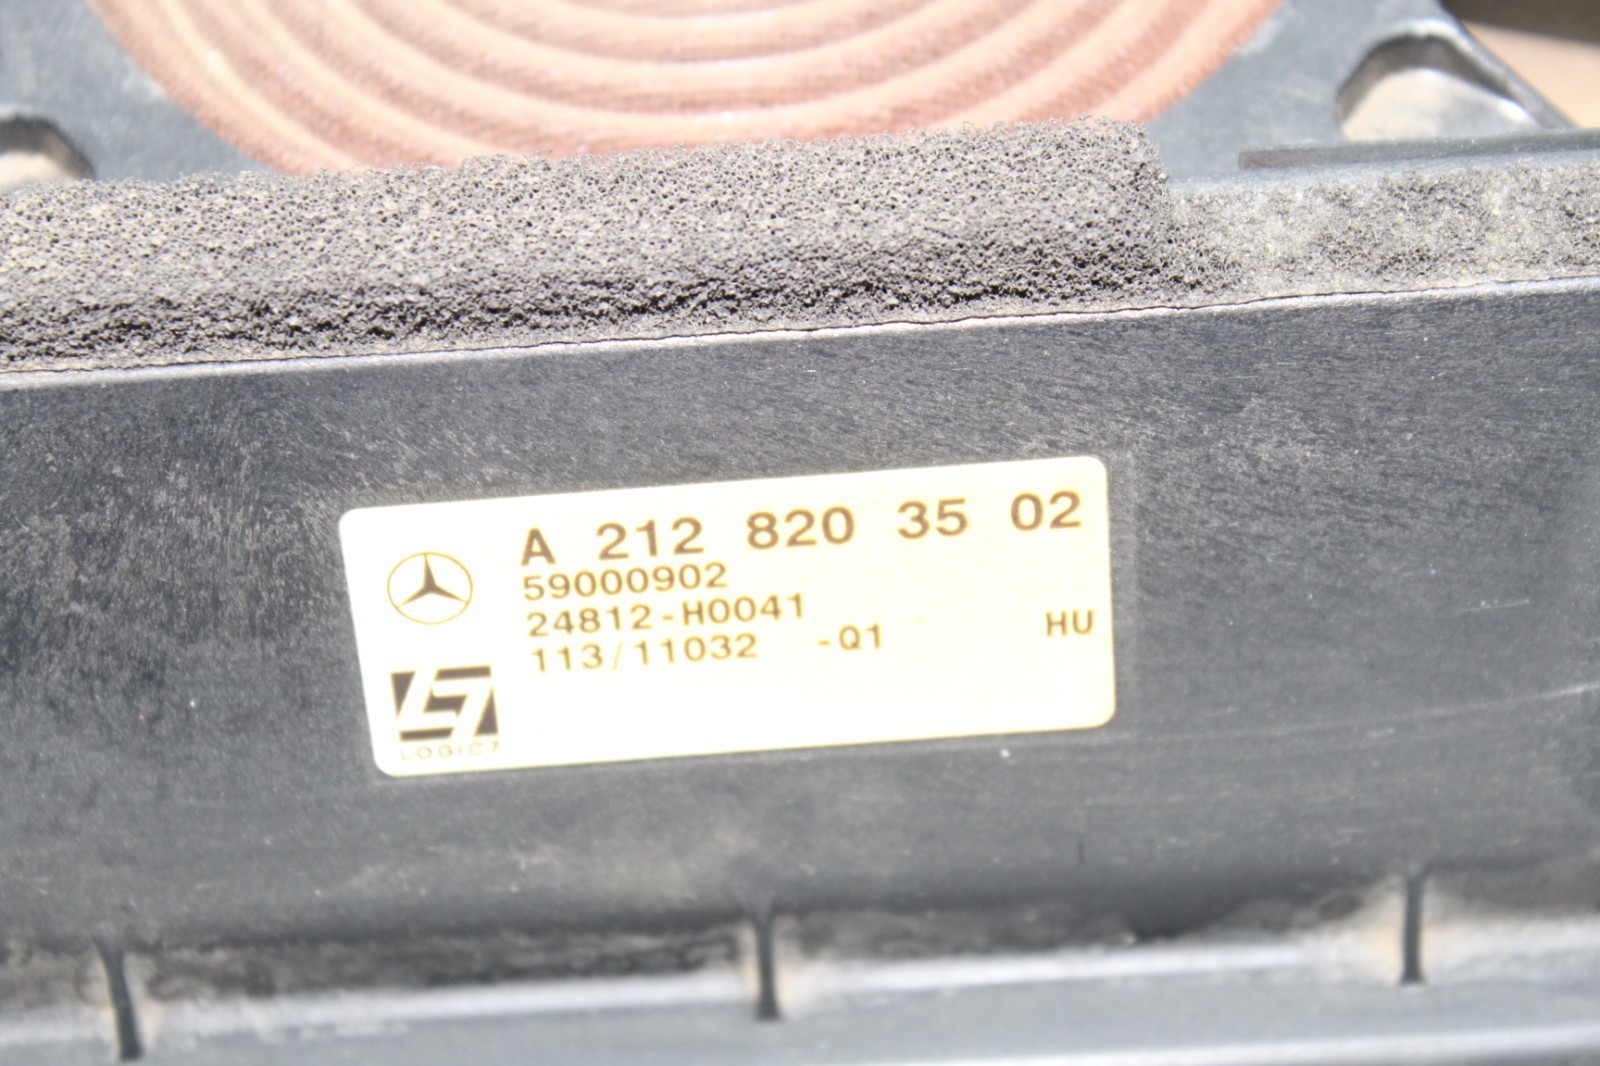 A 212 820 35 02
59000902
24812-H0041
113/11032 -Q1 HU
LOGIC7